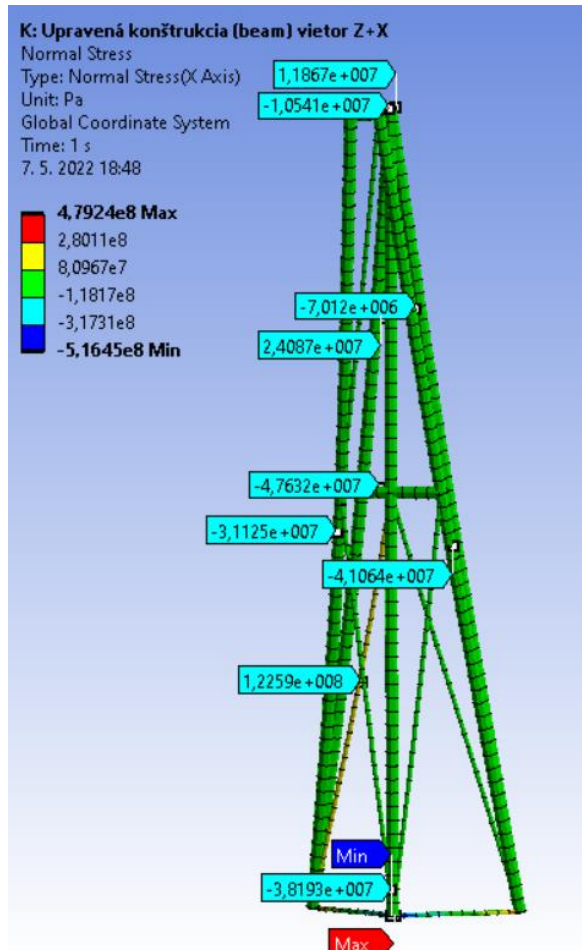 K: Upravená konštrukcia (beam) vietor Z+X
Normal Stress
Type: Normal Stress(X Axis)
Unit: Pa
Global Coordinate System
Time: 1 s
7. 5. 2022 18:48
4,7924e8 Max
2,8011e8
8,0967e7
-1,1817e8
-3,1731e8
-5,1645e8 Min
1,1867e+007
-1,0541e+007
-7,012e+006
2,4087e+007
-4,7632e+007
-3,1125e+007
-4,1064e+007
1,2259e+008
Min
-3,8193e+007
Max